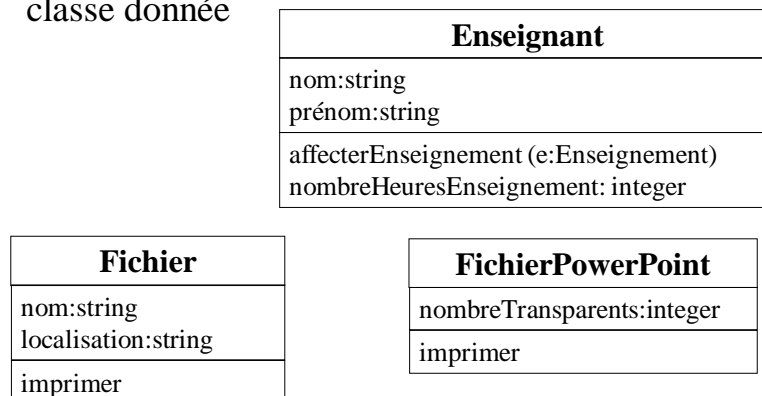 classe donnée
Enseignant
nom:string
prénom:string
affecterEnseignement (e:Enseignement)
nombreHeuresEnseignement: integer
Fichier
nom:string
localisation:string
imprimer
FichierPowerPoint
nombreTransparents:integer
imprimer